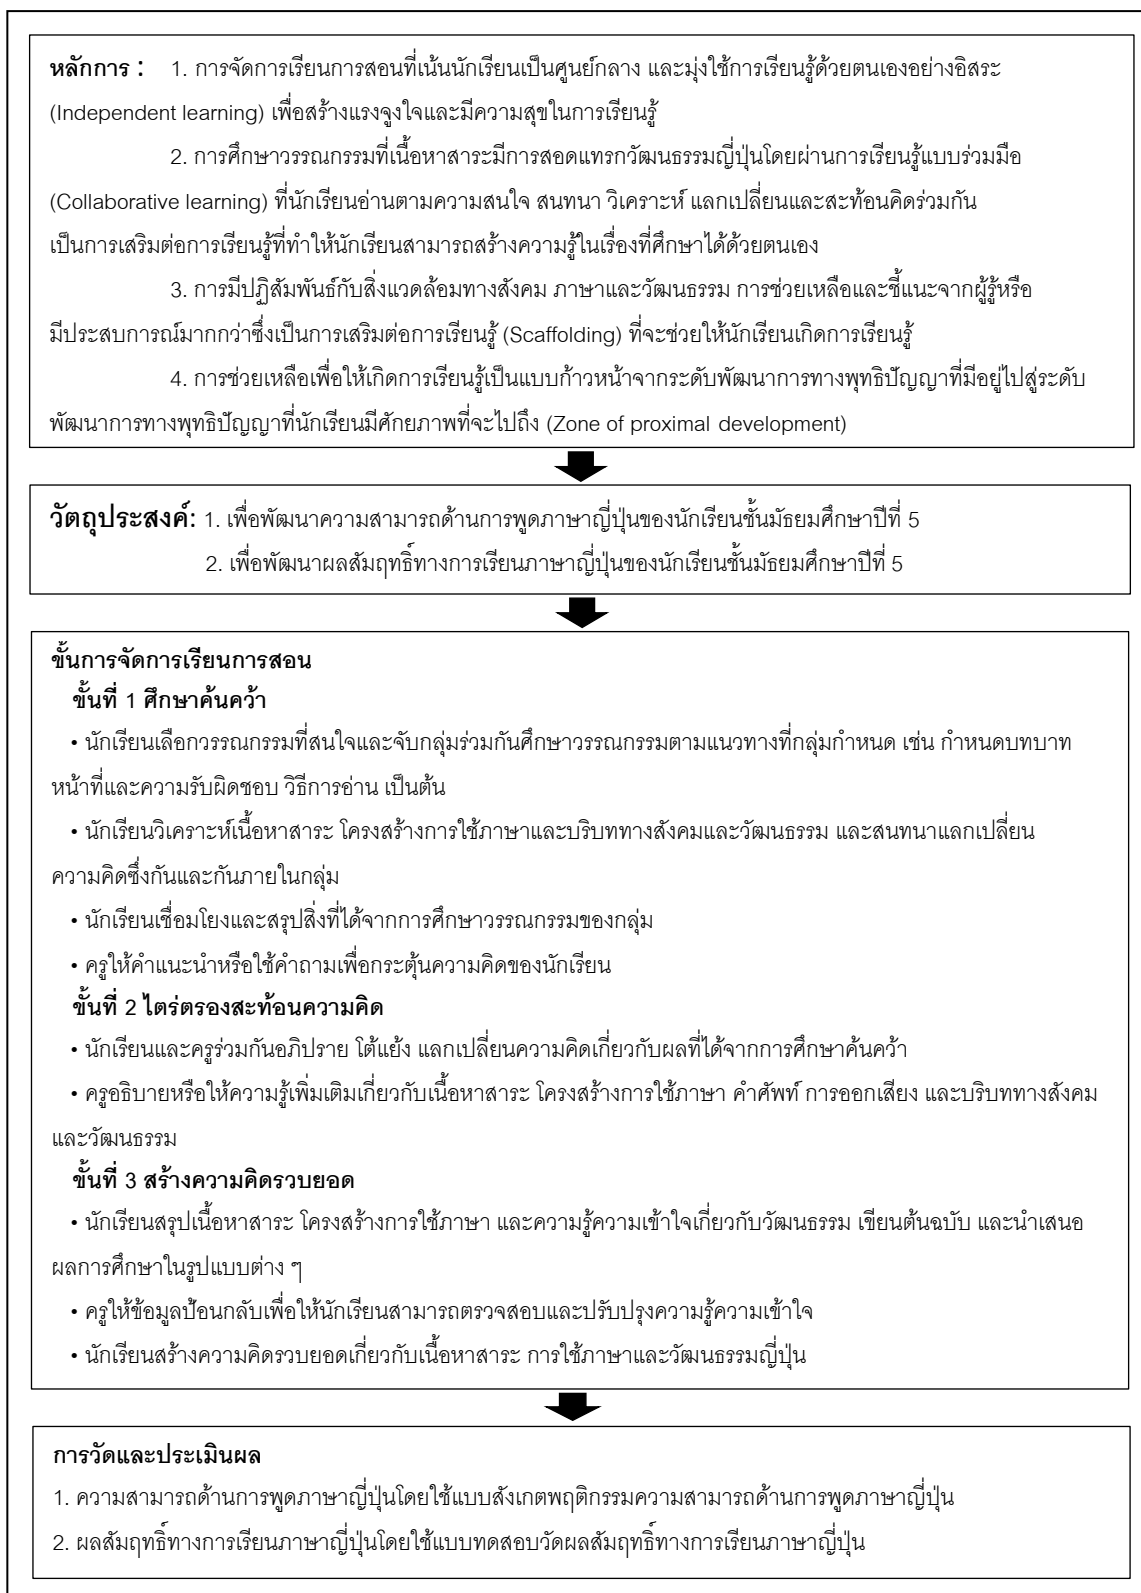 หลักการ : 1. การจัดการเรียนการสอนที่เน้นนักเรียนเป็นศูนย์กลาง และมุ่งใช้การเรียนรู้ด้วยตนเองอย่างอิสระ
(Independent learning) เพื่อสร้างแรงจูงใจและมีความสุขในการเรียนรู้
2. การศึกษาวรรณกรรมที่เนื้อหาสาระมีการสอดแทรกวัฒนธรรมญี่ปุ่นโดยผ่านการเรียนรู้แบบร่วมมือ
(Collaborative learning) ที่นักเรียนอ่านตามความสนใจ สนทนา วิเคราะห์ แลกเปลี่ยนและสะท้อนคิดร่วมกัน
เป็นการเสริมต่อการเรียนรู้ที่ทำให้นักเรียนสามารถสร้างความรู้ในเรื่องที่ศึกษาได้ด้วยตนเอง
3. การมีปฏิสัมพันธ์กับสิ่งแวดล้อมทางสังคม ภาษาและวัฒนธรรม การช่วยเหลือและชี้แนะจากผู้รู้หรือ
มีประสบการณ์มากกว่าซึ่งเป็นการเสริมต่อการเรียนรู้ (Scaffolding) ที่จะช่วยให้นักเรียนเกิดการเรียนรู้
4. การช่วยเหลือเพื่อให้เกิดการเรียนรู้เป็นแบบก้าวหน้าจากระดับพัฒนาการทางพุทธิปัญญาที่มีอยู่ไปสู่ระดับ
พัฒนาการทางพุทธิปัญญาที่นักเรียนมีศักยภาพที่จะไปถึง (Zone of proximal development)
วัตถุประสงค์: 1. เพื่อพัฒนาความสามารถด้านการพูดภาษาญี่ปุ่นของนักเรียนชั้นมัธยมศึกษาปีที่ 5
2. เพื่อพัฒนาผลสัมฤทธิ์ทางการเรียนภาษาญี่ปุ่นของนักเรียนชั้นมัธยมศึกษาปีที่ 5
ขั้นการจัดการเรียนการสอน
ขั้นที่ 1 ศึกษาค้นคว้า
• นักเรียนเลือกวรรณกรรมที่สนใจและจับกลุ่มร่วมกันศึกษาวรรณกรรมตามแนวทางที่กลุ่มกำหนด เช่น กำหนดบทบาท
หน้าที่และความรับผิดชอบ วิธีการอ่าน เป็นต้น
• นักเรียนวิเคราะห์เนื้อหาสาระ โครงสร้างการใช้ภาษาและบริบททางสังคมและวัฒนธรรม และสนทนาแลกเปลี่ยน
ความคิดซึ่งกันและกันภายในกลุ่ม
• นักเรียนเชื่อมโยงและสรุปสิ่งที่ได้จากการศึกษาวรรณกรรมของกลุ่ม
• ครูให้คำแนะนำหรือใช้คำถามเพื่อกระตุ้นความคิดของนักเรียน
ขั้นที่ 2 ไตร่ตรองสะท้อนความคิด
• นักเรียนและครูร่วมกันอภิปราย โต้แย้ง แลกเปลี่ยนความคิดเกี่ยวกับผลที่ได้จากการศึกษาค้นคว้า
• ครูอธิบายหรือให้ความรู้เพิ่มเติมเกี่ยวกับเนื้อหาสาระ โครงสร้างการใช้ภาษา คำศัพท์ การออกเสียง และบริบททางสังคม
และวัฒนธรรม
ขั้นที่ 3 สร้างความคิดรวบยอด
• นักเรียนสรุปเนื้อหาสาระ โครงสร้างการใช้ภาษา และความรู้ความเข้าใจเกี่ยวกับวัฒนธรรม เขียนต้นฉบับ และนำเสนอ
ผลการศึกษาในรูปแบบต่าง ๆ
• ครูให้ข้อมูลป้อนกลับเพื่อให้นักเรียนสามารถตรวจสอบและปรับปรุงความรู้ความเข้าใจ
• นักเรียนสร้างความคิดรวบยอดเกี่ยวกับเนื้อหาสาระ การใช้ภาษาและวัฒนธรรมญี่ปุ่น
การวัดและประเมินผล
1. ความสามารถด้านการพูดภาษาญี่ปุ่นโดยใช้แบบสังเกตพฤติกรรมความสามารถด้านการพูดภาษาญี่ปุ่น
2. ผลสัมฤทธิ์ทางการเรียนภาษาญี่ปุ่นโดยใช้แบบทดสอบวัดผลสัมฤทธิ์ทางการเรียนภาษาญี่ปุ่น